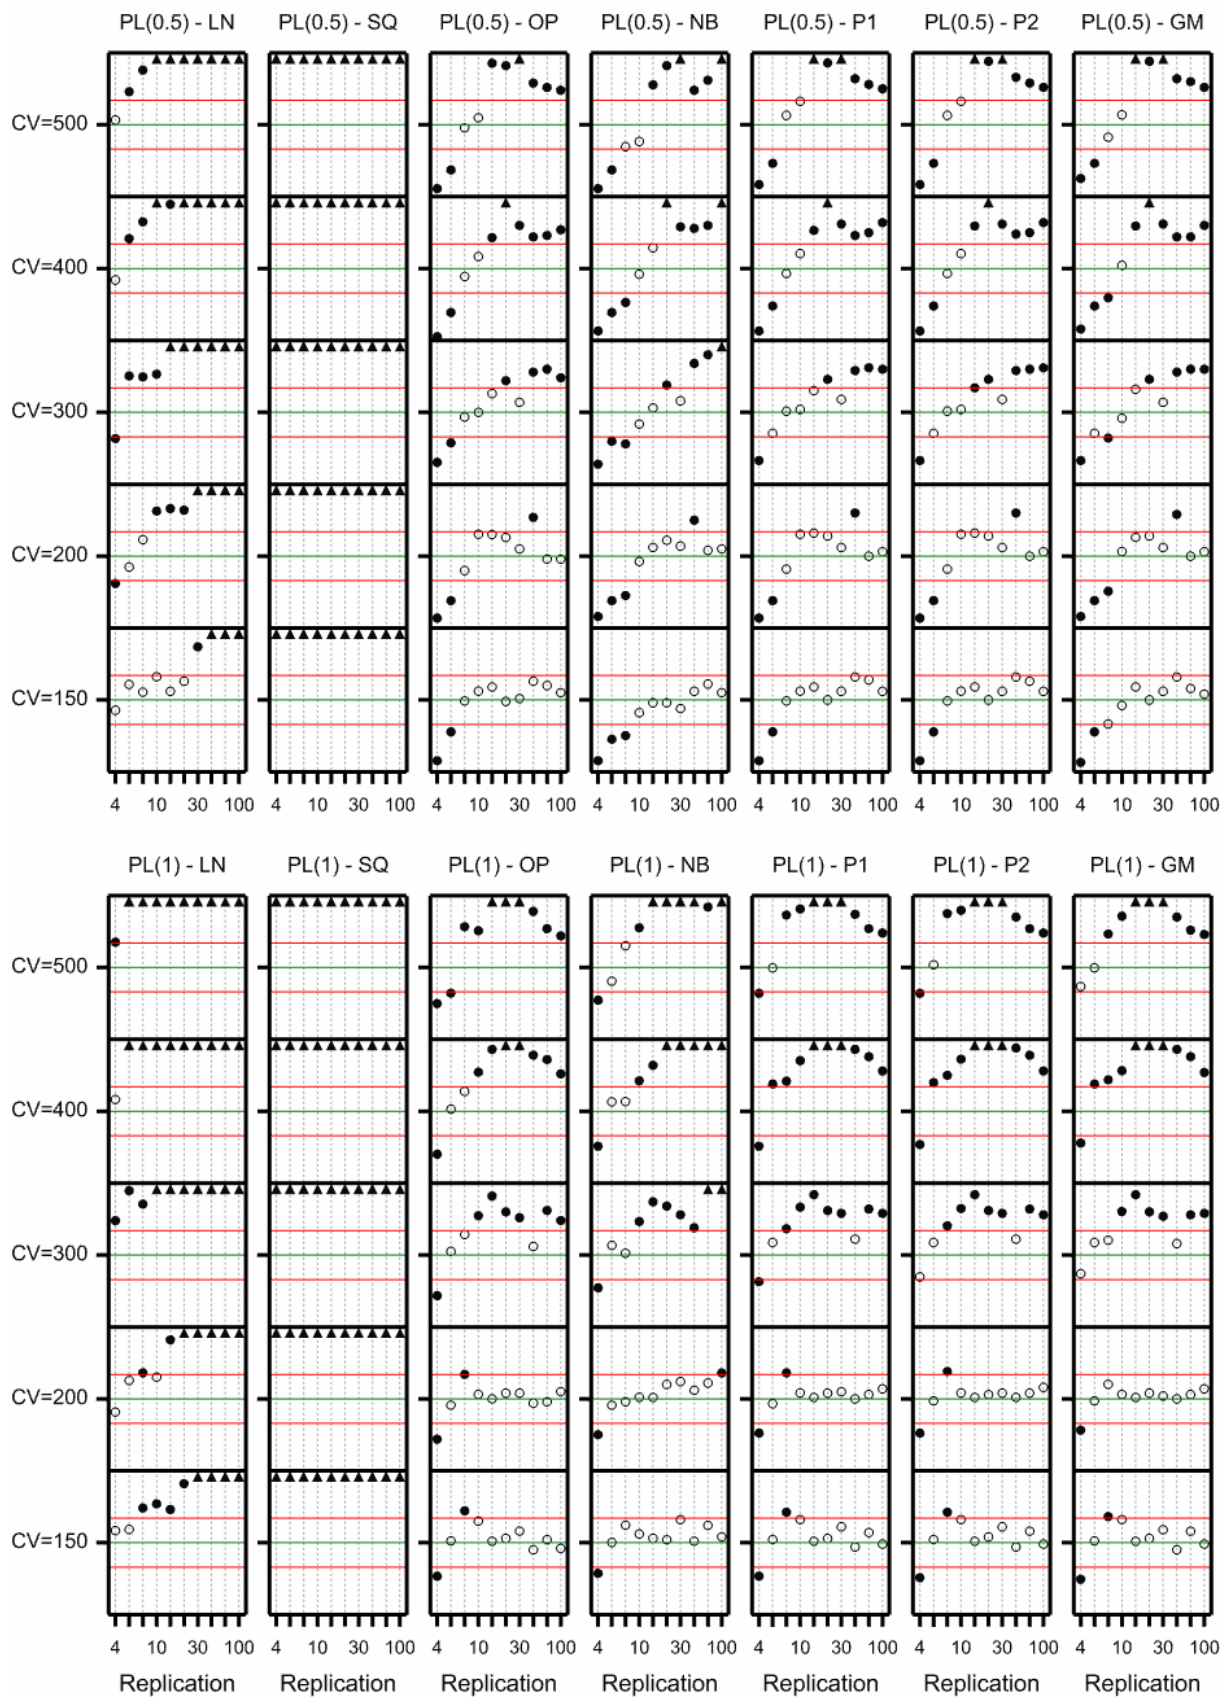 PL(0.5) - LN PL(0.5) - SQ PL(0.5) - OP PL(0.5) - NB PL(0.5) - P1 PL(0.5) - P2 PL(0.5) - GM
CV=500
CV=400
CV=300
CV=200
CV=150
4 10 30 100 4 10 30 100 4 10 30 100 4 10 30 100 4 10 30 100 4 10 30 100 4 10 30 100
PL(1) - LN PL(1) - SQ PL(1) - OP PL(1) - NB PL(1) - P1 PL(1) - P2 PL(1) - GM
CV=500
CV=400
CV=300
CV=200
CV=150
4 10 30 100 4 10 30 100 4 10 30 100 4 10 30 100 4 10 30 100 4 10 30 100 4 10 30 100
Replication Replication Replication Replication Replication Replication Replication